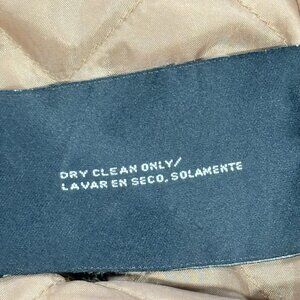 DRY CLEAN ONLY/
LAVAR EN SECO, SOLAMENTE